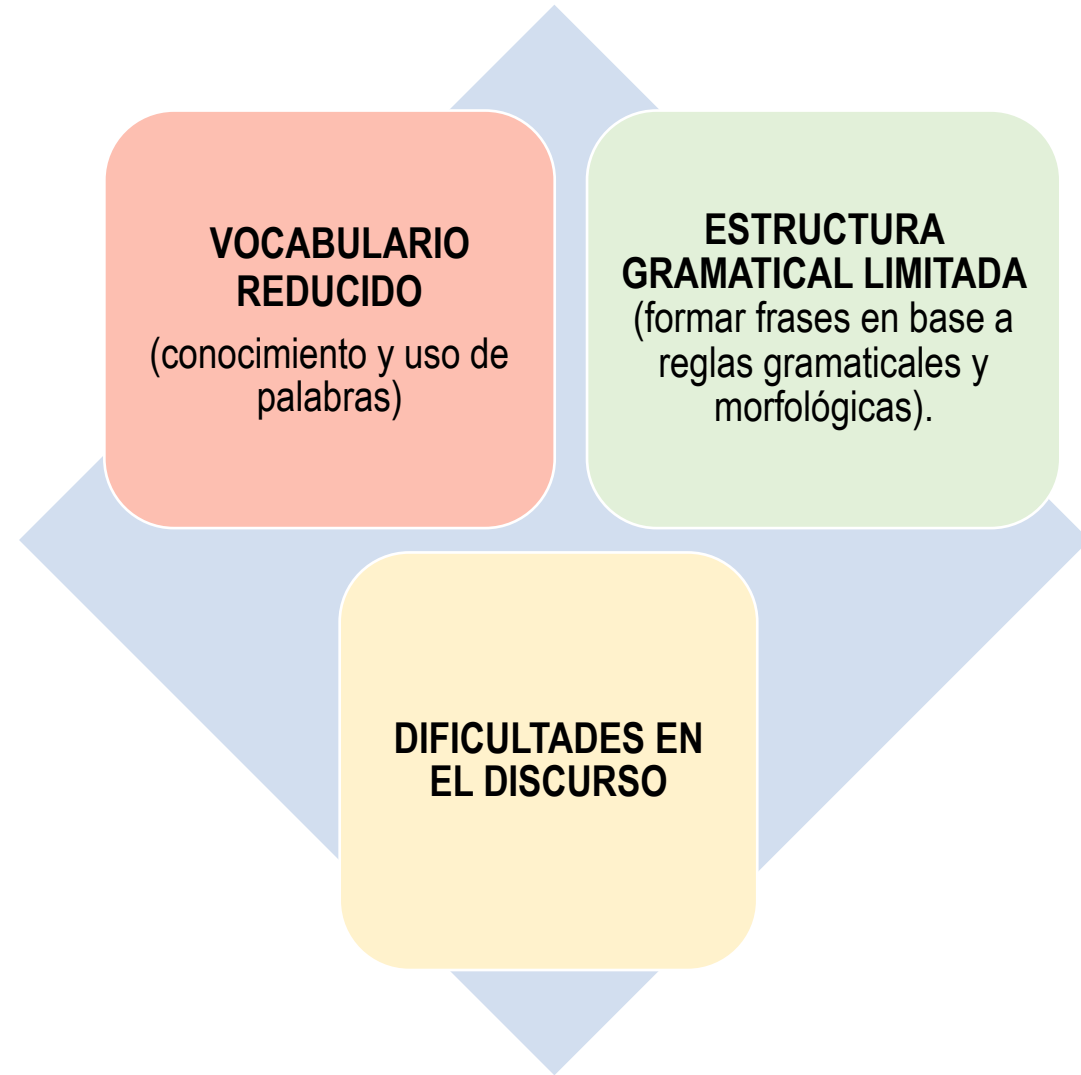 VOCABULARIO
REDUCIDO
(conocimiento y uso de
palabras)
ESTRUCTURA
GRAMATICAL LIMITADA
(formar frases en base a
reglas gramaticales y
morfológicas).
DIFICULTADES EN
EL DISCURSO